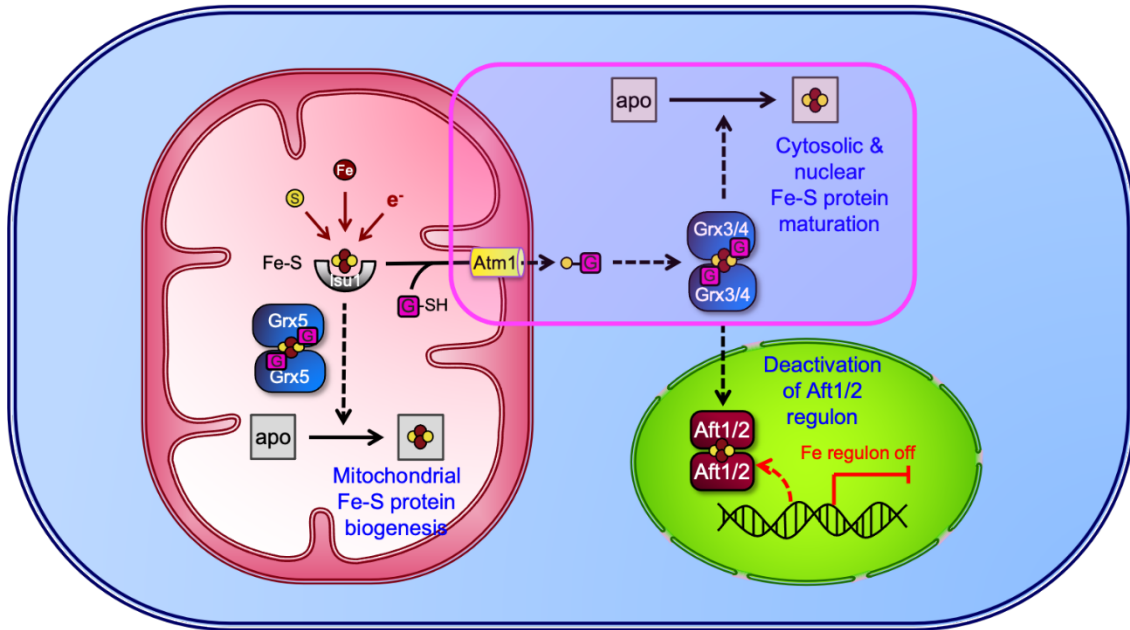 apo
Cytosolic &
nuclear
Fe-S protein
maturation
Fe
S
e-
Fe-S
Isu1
Atm1
G
G-SH
Grx3/4
G
G
Grx3/4
Grx5
G
G
Grx5
apo
Mitochondrial
Fe-S protein
biogenesis
Deactivation
of Aft1/2
regulon
Aft1/2
Aft1/2
Fe regulon off